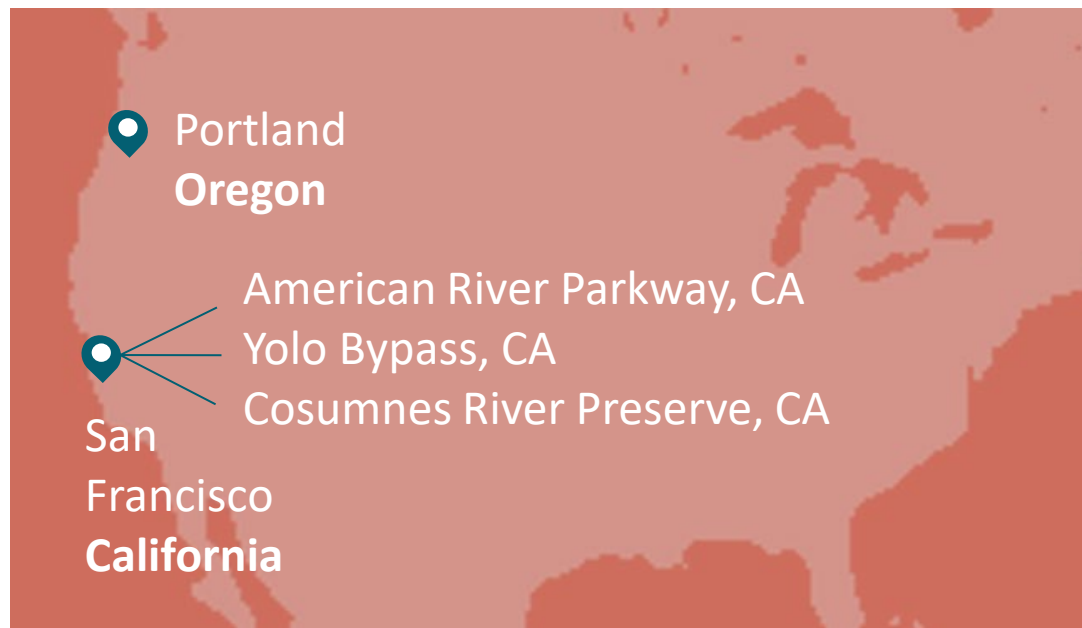 Portland
Oregon
American River Parkway, CA
Yolo Bypass, CA
Cosumnes River Preserve, CA
San
Francisco
California